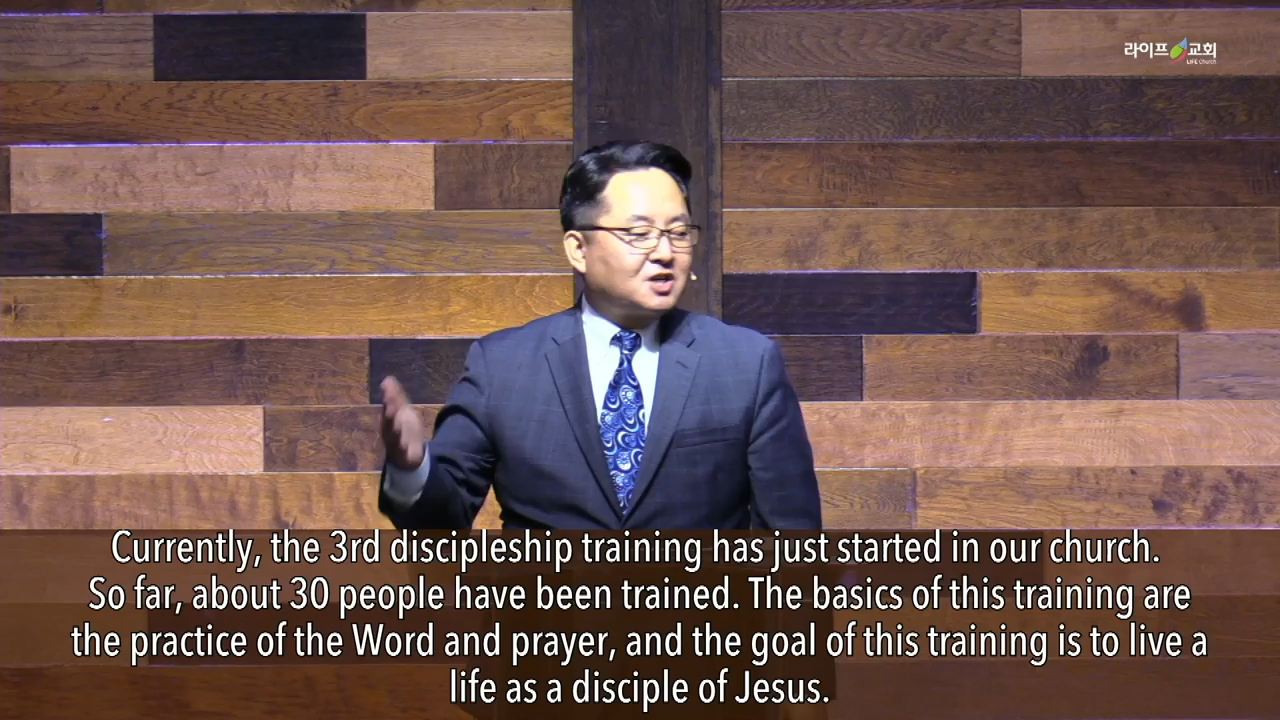 라이프 교회
LIFE Church
Currently, the 3rd discipleship training has just started in our church.
So far, about 30 people have been trained. The basics of this training are
the practice of the Word and prayer, and the goal of this training is to live a
life as a disciple of Jesus.